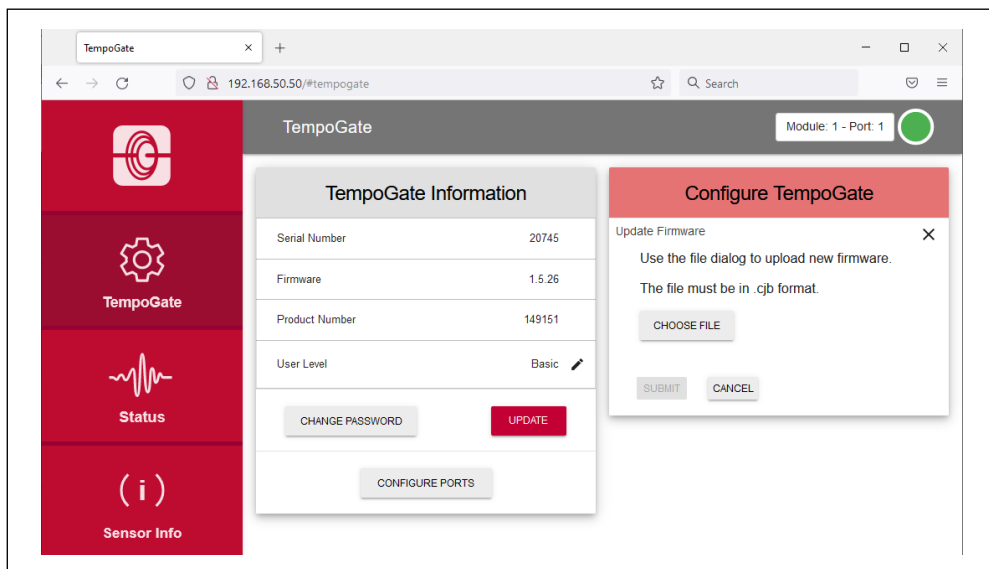 TempoGate
192.168.50.50/#tempogate
Search
TempoGate
Module: 1 - Port: 1
TempoGate
Status
( i )
Sensor Info
TempoGate Information
Serial Number 20745
Firmware 1.5.26
Product Number 149151
User Level Basic
CHANGE PASSWORD UPDATE
CONFIGURE PORTS
Configure TempoGate
Update Firmware
Use the file dialog to upload new firmware.
The file must be in .cjb format.
CHOOSE FILE
SUBMIT CANCEL